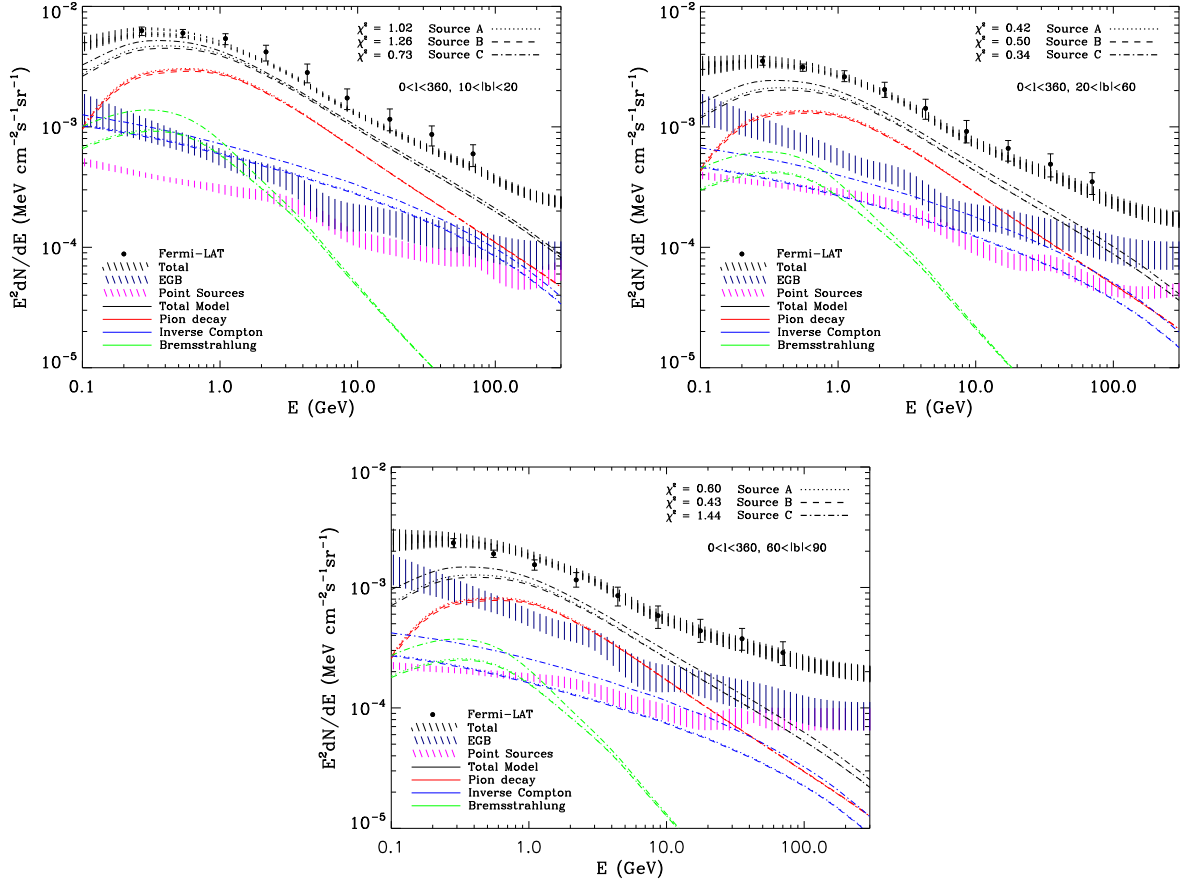 10⁻²
χ² = 1.02 Source A
χ² = 1.26 Source B
χ² = 0.73 Source C
0<l<360, 10<|b|<20
10⁻³
E²dN/dE (MeV cm⁻²s⁻¹sr⁻¹)
10⁻⁴
Fermi-LAT
Total
EGB
Point Sources
Total Model
Pion decay
Inverse Compton
Bremsstrahlung
10⁻⁵
0.1 1.0 10.0 100.0
E (GeV)
10⁻²
χ² = 0.42 Source A
χ² = 0.50 Source B
χ² = 0.34 Source C
0<l<360, 20<|b|<60
10⁻³
E²dN/dE (MeV cm⁻²s⁻¹sr⁻¹)
10⁻⁴
Fermi-LAT
Total
EGB
Point Sources
Total Model
Pion decay
Inverse Compton
Bremsstrahlung
10⁻⁵
0.1 1.0 10.0 100.0
E (GeV)
10⁻²
χ² = 0.60 Source A
χ² = 0.43 Source B
χ² = 1.44 Source C
0<l<360, 60<|b|<90
10⁻³
E²dN/dE (MeV cm⁻²s⁻¹sr⁻¹)
10⁻⁴
Fermi-LAT
Total
EGB
Point Sources
Total Model
Pion decay
Inverse Compton
Bremsstrahlung
10⁻⁵
0.1 1.0 10.0 100.0
E (GeV)